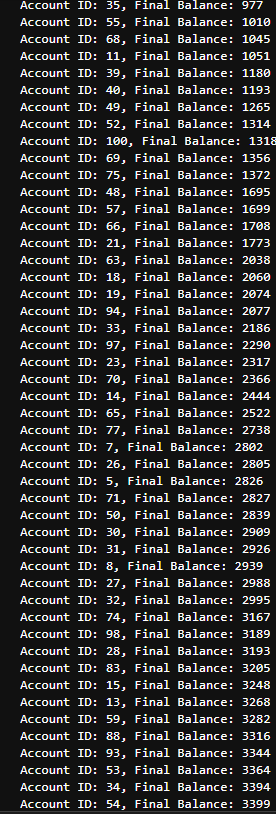 Account ID: 35, Final Balance: 977
Account ID: 55, Final Balance: 1010
Account ID: 68, Final Balance: 1045
Account ID: 11, Final Balance: 1051
Account ID: 39, Final Balance: 1180
Account ID: 40, Final Balance: 1193
Account ID: 49, Final Balance: 1265
Account ID: 52, Final Balance: 1314
Account ID: 100, Final Balance: 1318
Account ID: 69, Final Balance: 1356
Account ID: 75, Final Balance: 1372
Account ID: 48, Final Balance: 1695
Account ID: 57, Final Balance: 1699
Account ID: 66, Final Balance: 1708
Account ID: 21, Final Balance: 1773
Account ID: 63, Final Balance: 2038
Account ID: 18, Final Balance: 2060
Account ID: 19, Final Balance: 2074
Account ID: 94, Final Balance: 2077
Account ID: 33, Final Balance: 2186
Account ID: 97, Final Balance: 2290
Account ID: 23, Final Balance: 2317
Account ID: 70, Final Balance: 2366
Account ID: 14, Final Balance: 2444
Account ID: 65, Final Balance: 2522
Account ID: 77, Final Balance: 2738
Account ID: 7, Final Balance: 2802
Account ID: 26, Final Balance: 2805
Account ID: 5, Final Balance: 2826
Account ID: 71, Final Balance: 2827
Account ID: 50, Final Balance: 2839
Account ID: 30, Final Balance: 2909
Account ID: 31, Final Balance: 2926
Account ID: 8, Final Balance: 2939
Account ID: 27, Final Balance: 2988
Account ID: 32, Final Balance: 2995
Account ID: 74, Final Balance: 3167
Account ID: 98, Final Balance: 3189
Account ID: 28, Final Balance: 3193
Account ID: 83, Final Balance: 3205
Account ID: 15, Final Balance: 3248
Account ID: 13, Final Balance: 3268
Account ID: 59, Final Balance: 3282
Account ID: 88, Final Balance: 3316
Account ID: 93, Final Balance: 3344
Account ID: 53, Final Balance: 3364
Account ID: 34, Final Balance: 3394
Account ID: 54, Final Balance: 3399